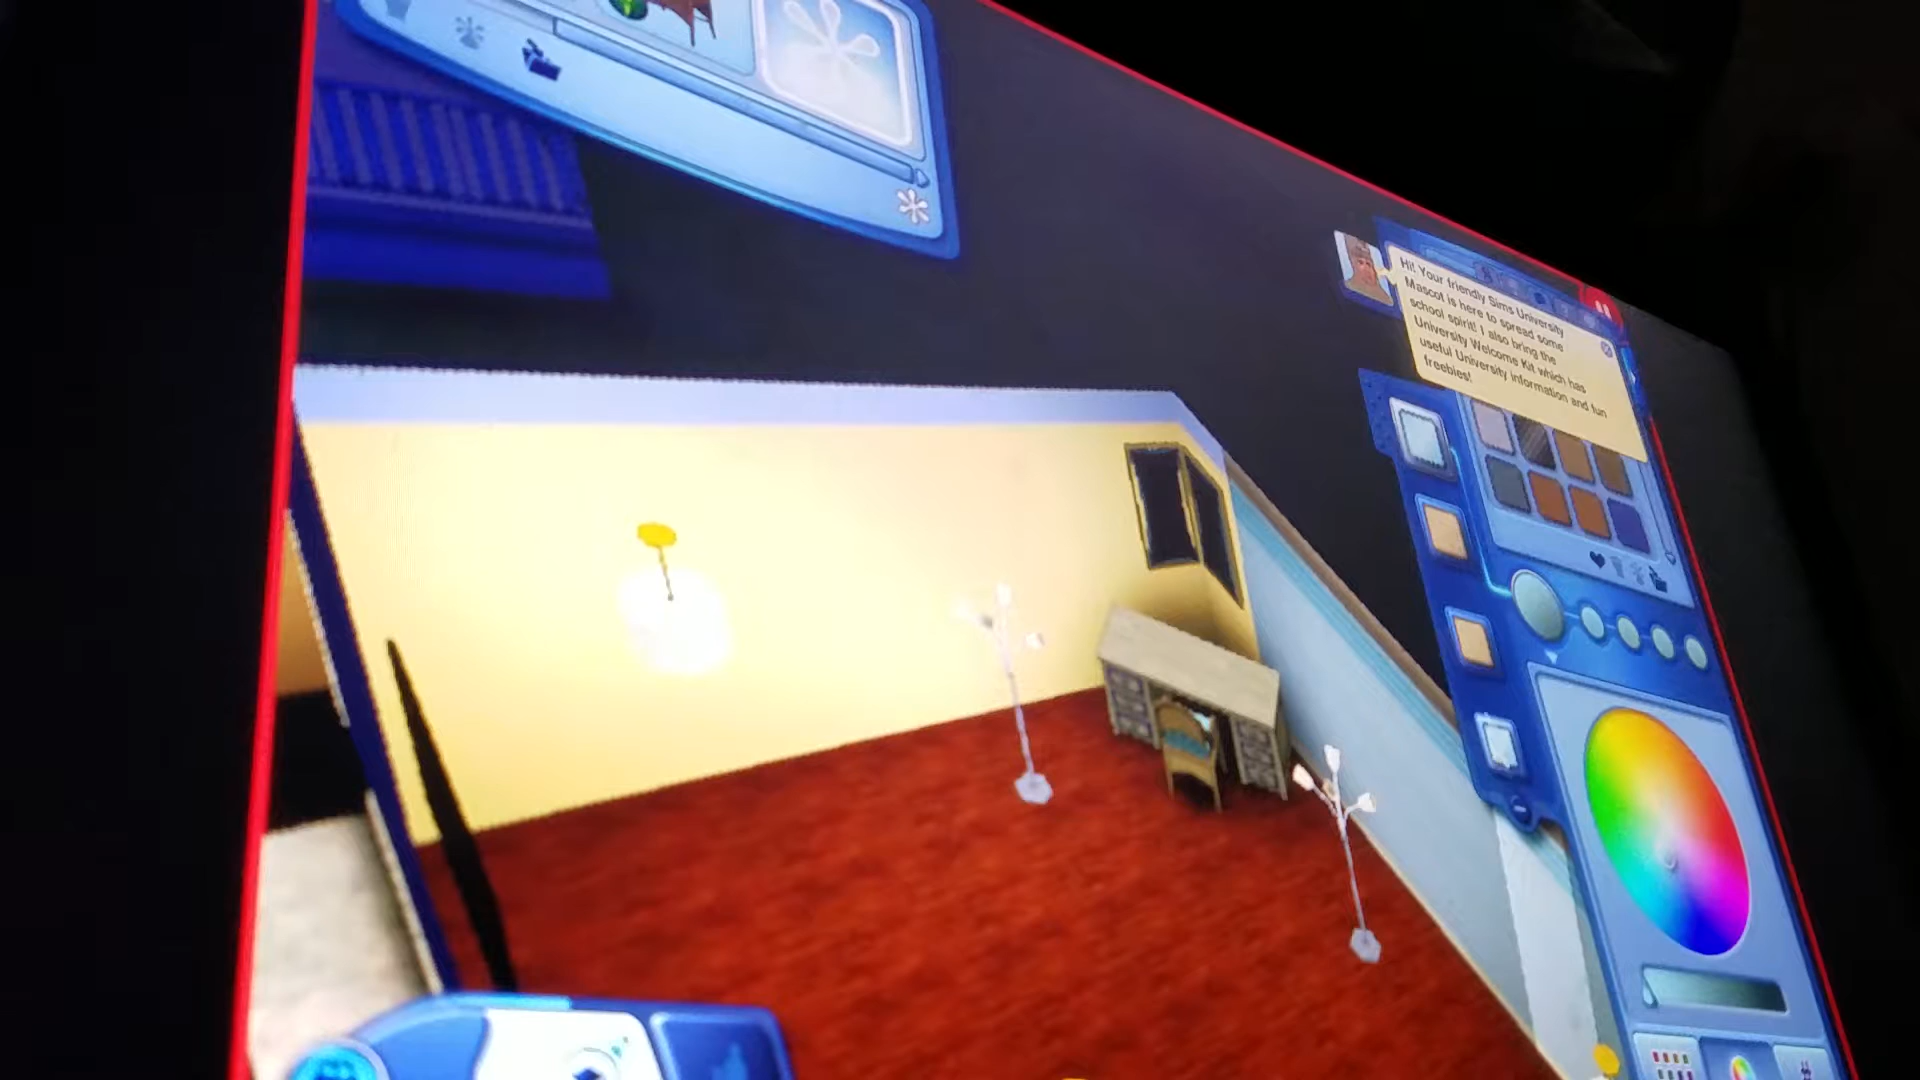 Hi! Your friendly Sims University
Mascot is here to spread some
school spirit! I also bring the
University Welcome Kit which has
useful University information and fun
freebies!